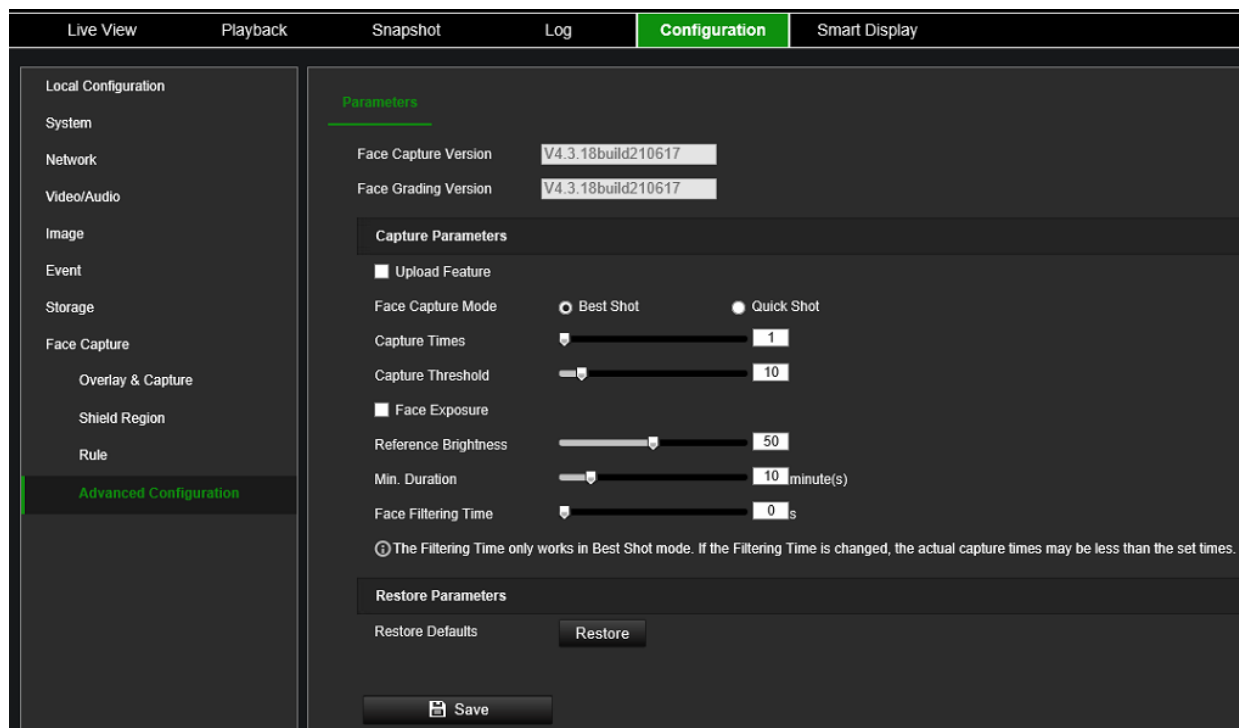 Live View Playback Snapshot Log Configuration Smart Display
Local Configuration
System
Network
Video/Audio
Image
Event
Storage
Face Capture
Overlay & Capture
Shield Region
Rule
Advanced Configuration
Parameters
Face Capture Version V4.3.18build210617
Face Grading Version V4.3.18build210617
Capture Parameters
Upload Feature
Face Capture Mode Best Shot Quick Shot
Capture Times 1
Capture Threshold 10
Face Exposure
Reference Brightness 50
Min. Duration 10 minute(s)
Face Filtering Time 0 s
The Filtering Time only works in Best Shot mode. If the Filtering Time is changed, the actual capture times may be less than the set times.
Restore Parameters
Restore Defaults Restore
Save